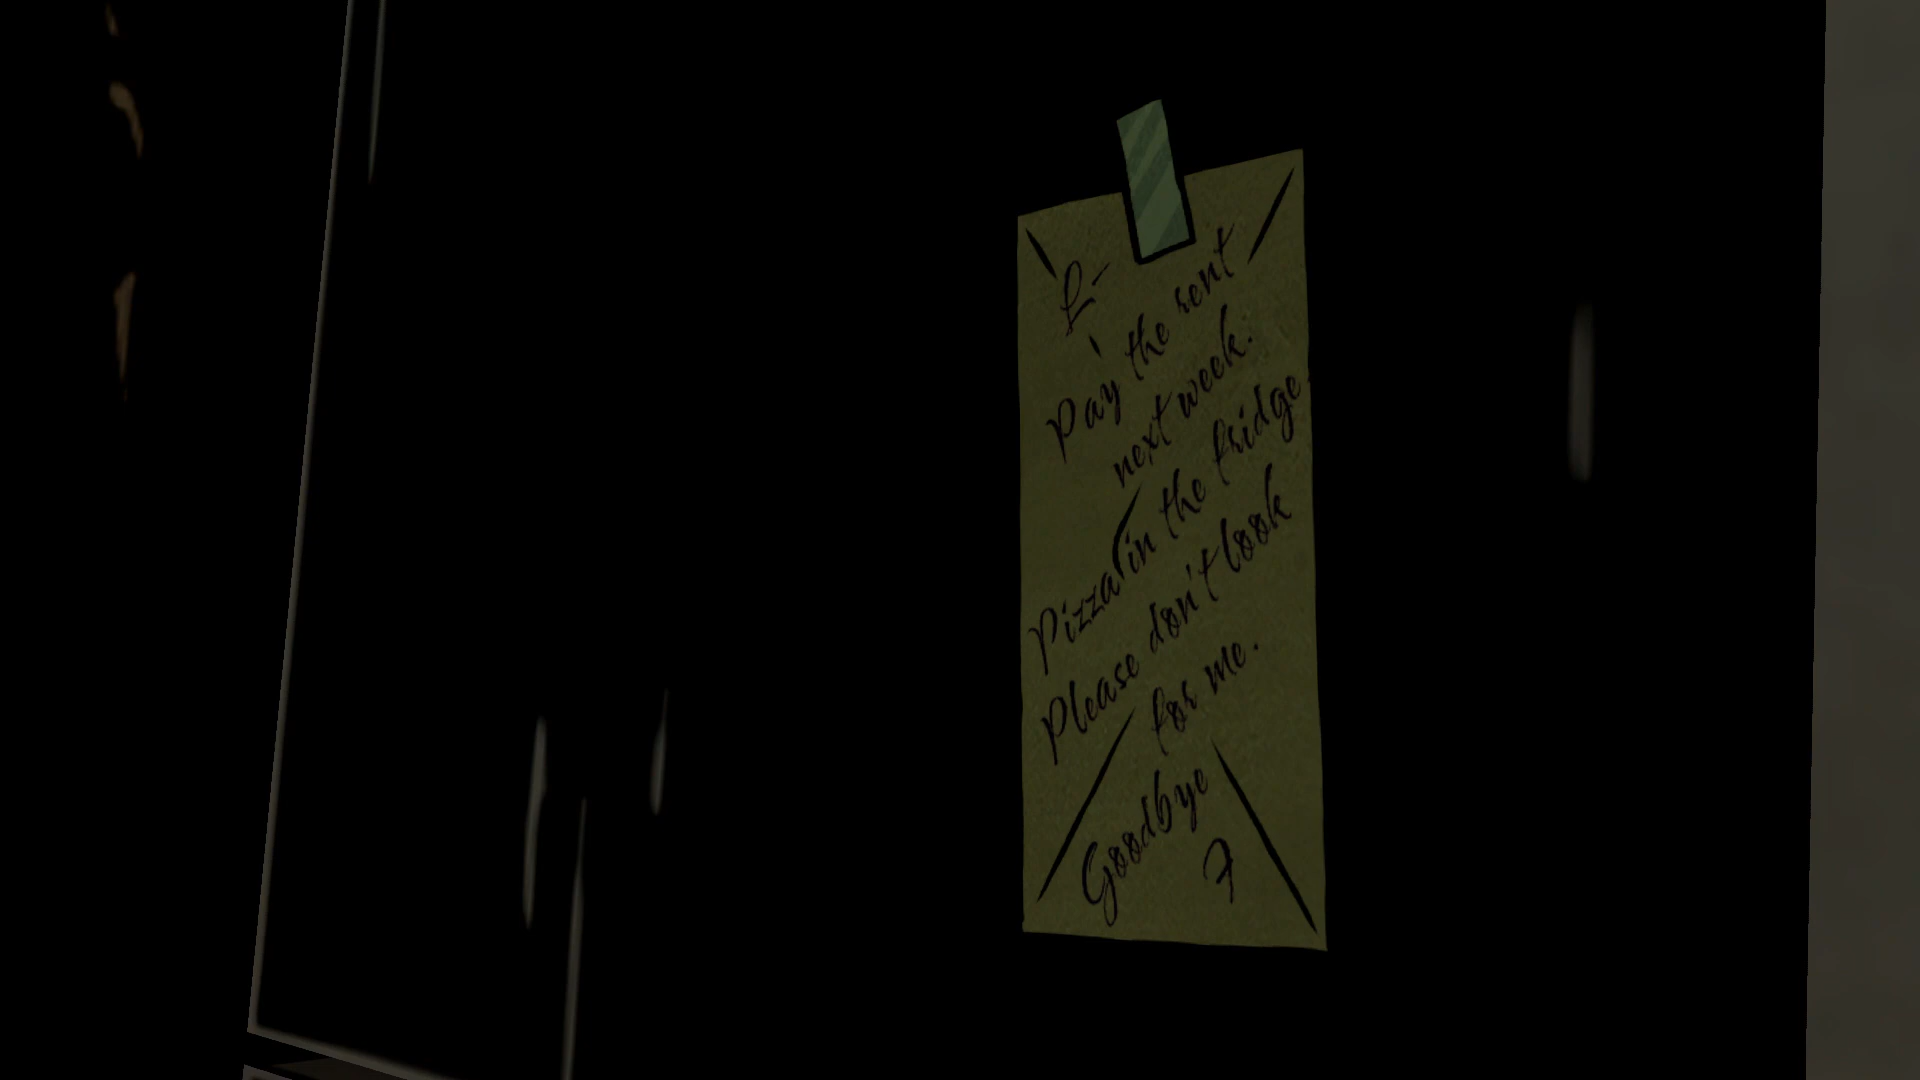 E-
Pay the rent
next week.
Pizza in the fridge
Please don't look
for me.
Goodbye
F